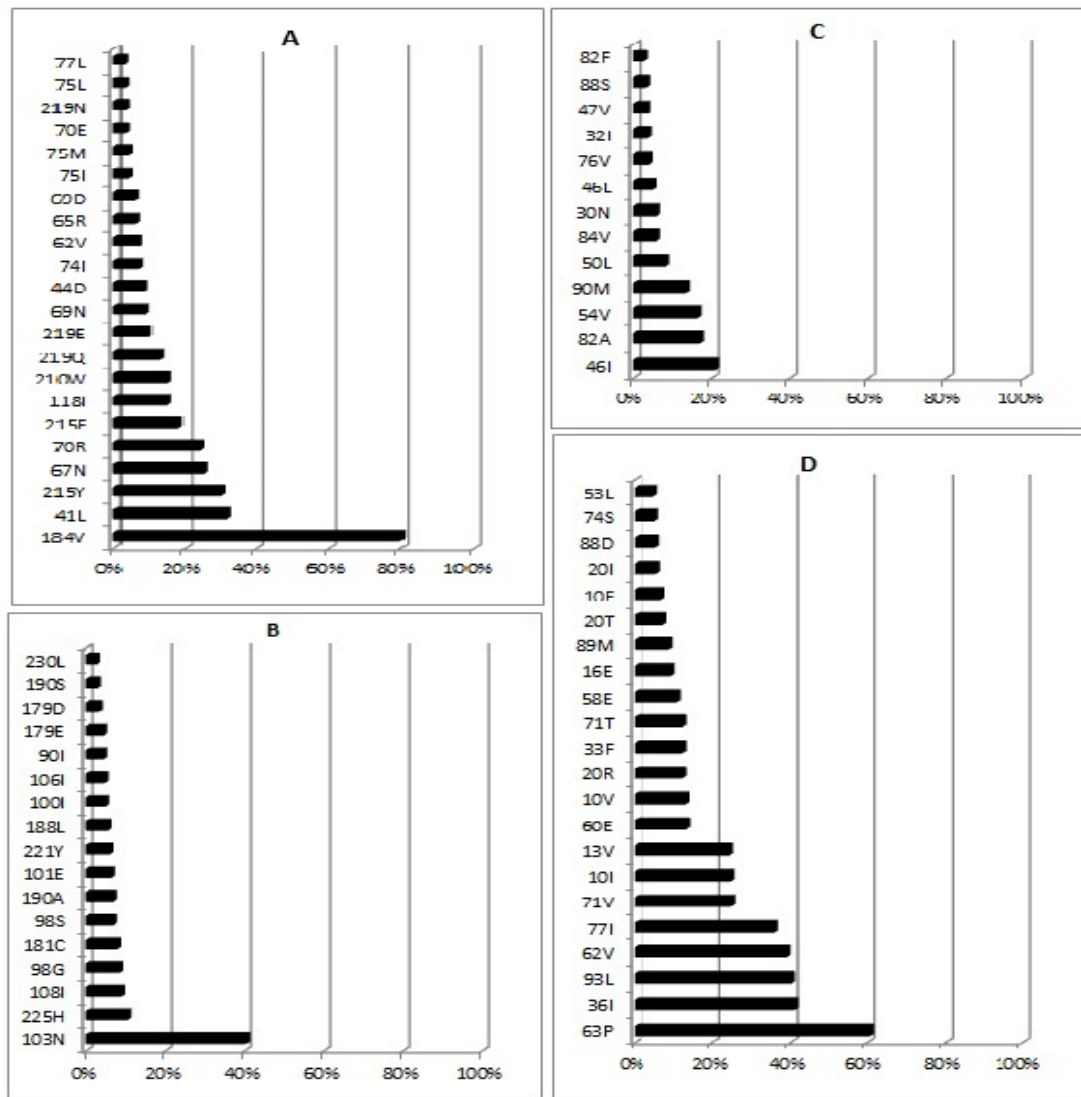 A
77L
75L
219N
70E
75M
75I
69D
65R
62V
74I
44D
69N
219E
219Q
210W
118I
215F
70R
67N
215Y
41L
184V
0% 20% 40% 60% 80% 100%
B
230L
190S
179D
179E
90I
106I
100I
188L
221Y
101E
190A
98S
181C
98G
108I
225H
103N
0% 20% 40% 60% 80% 100%
C
82F
88S
47V
32I
76V
46L
30N
84V
50L
90M
54V
82A
46I
0% 20% 40% 60% 80% 100%
D
53L
74S
88D
20I
10F
20T
89M
16E
58E
71T
33F
20R
10V
60E
13V
10I
71V
77I
62V
93L
36I
63P
0% 20% 40% 60% 80% 100%